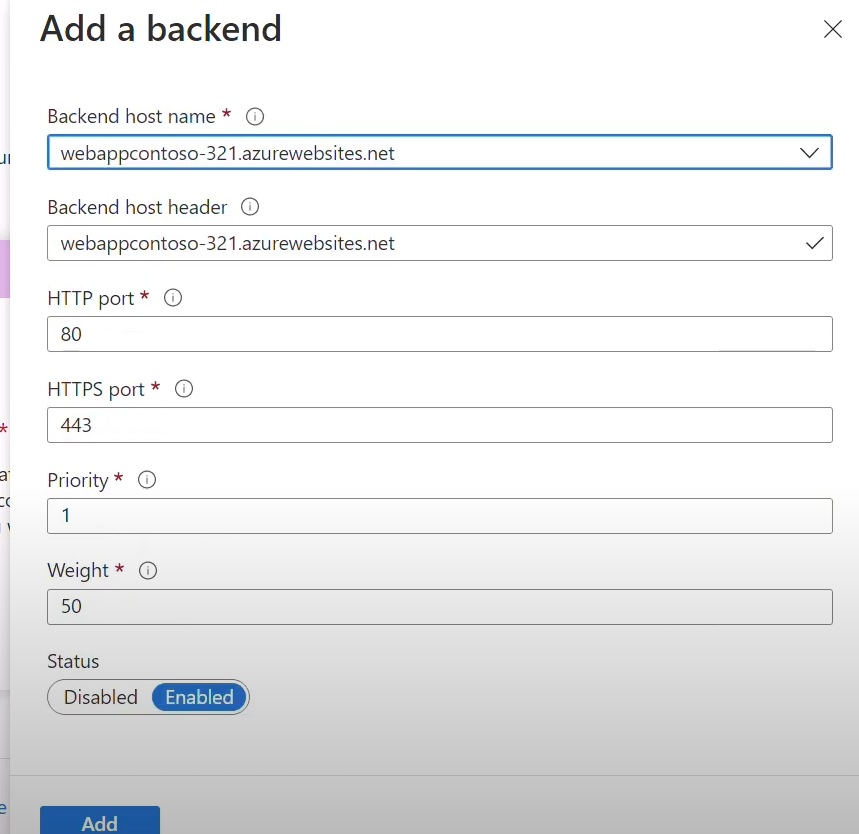 Add a backend
Backend host name *
webappcontoso-321.azurewebsites.net
Backend host header
webappcontoso-321.azurewebsites.net
HTTP port *
80
HTTPS port *
443
Priority *
1
Weight *
50
Status
Disabled Enabled
Add